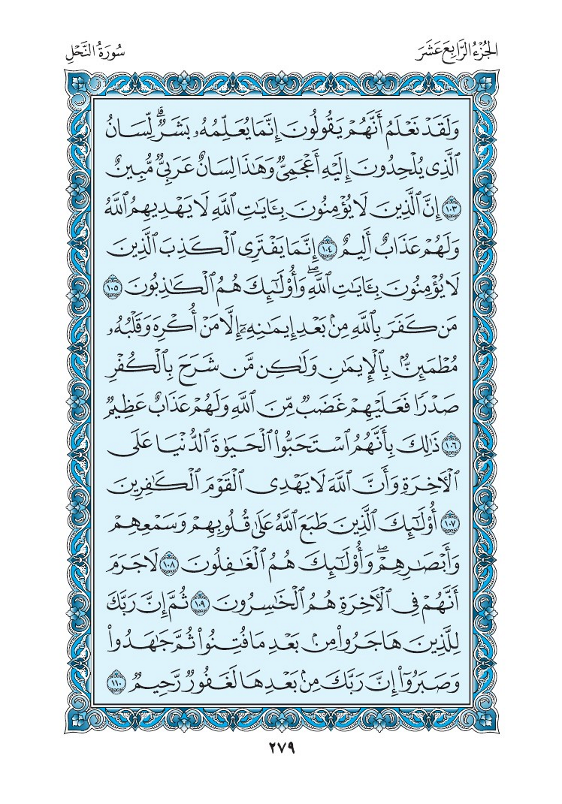 الجُزْءُ الرَّابِعَ عَشَرَ
سُورَةُ النَّحْلِ
وَلَقَدْ نَعْلَمُ أَنَّهُمْ يَقُولُونَ إِنَّمَا يُعَلِّمُهُۥ بَشَرٌۗ لِّسَانُ
ٱلَّذِى يُلْحِدُونَ إِلَيْهِ أَعْجَمِىٌّ وَهَٰذَا لِسَانٌ عَرَبِىٌّ مُّبِينٌ
١٠٣ إِنَّ ٱلَّذِينَ لَا يُؤْمِنُونَ بِـَٔايَٰتِ ٱللَّهِ لَا يَهْدِيهِمُ ٱللَّهُ
وَلَهُمْ عَذَابٌ أَلِيمٌ ١٠٤ إِنَّمَا يَفْتَرِى ٱلْكَذِبَ ٱلَّذِينَ
لَا يُؤْمِنُونَ بِـَٔايَٰتِ ٱللَّهِۖ وَأُو۟لَٰٓئِكَ هُمُ ٱلْكَٰذِبُونَ ١٠٥
مَن كَفَرَ بِٱللَّهِ مِنۢ بَعْدِ إِيمَٰنِهِۦٓ إِلَّا مَنْ أُكْرِهَ وَقَلْبُهُۥ
مُطْمَئِنٌّۢ بِٱلْإِيمَٰنِ وَلَٰكِن مَّن شَرَحَ بِٱلْكُفْرِ
صَدْرًا فَعَلَيْهِمْ غَضَبٌ مِّنَ ٱللَّهِ وَلَهُمْ عَذَابٌ عَظِيمٌ
١٠٦ ذَٰلِكَ بِأَنَّهُمُ ٱسْتَحَبُّوا۟ ٱلْحَيَوٰةَ ٱلدُّنْيَا عَلَى
ٱلْءَاخِرَةِ وَأَنَّ ٱللَّهَ لَا يَهْدِى ٱلْقَوْمَ ٱلْكَٰفِرِينَ
١٠٧ أُو۟لَٰٓئِكَ ٱلَّذِينَ طَبَعَ ٱللَّهُ عَلَىٰ قُلُوبِهِمْ وَسَمْعِهِمْ
وَأَبْصَٰرِهِمْۖ وَأُو۟لَٰٓئِكَ هُمُ ٱلْغَٰفِلُونَ ١٠٨ لَا جَرَمَ
أَنَّهُمْ فِى ٱلْءَاخِرَةِ هُمُ ٱلْخَٰسِرُونَ ١٠٩ ثُمَّ إِنَّ رَبَّكَ
لِلَّذِينَ هَاجَرُوا۟ مِنۢ بَعْدِ مَا فُتِنُوا۟ ثُمَّ جَٰهَدُوا۟
وَصَبَرُوٓا۟ إِنَّ رَبَّكَ مِنۢ بَعْدِهَا لَغَفُورٌ رَّحِيمٌ ١١٠
٢٧٩